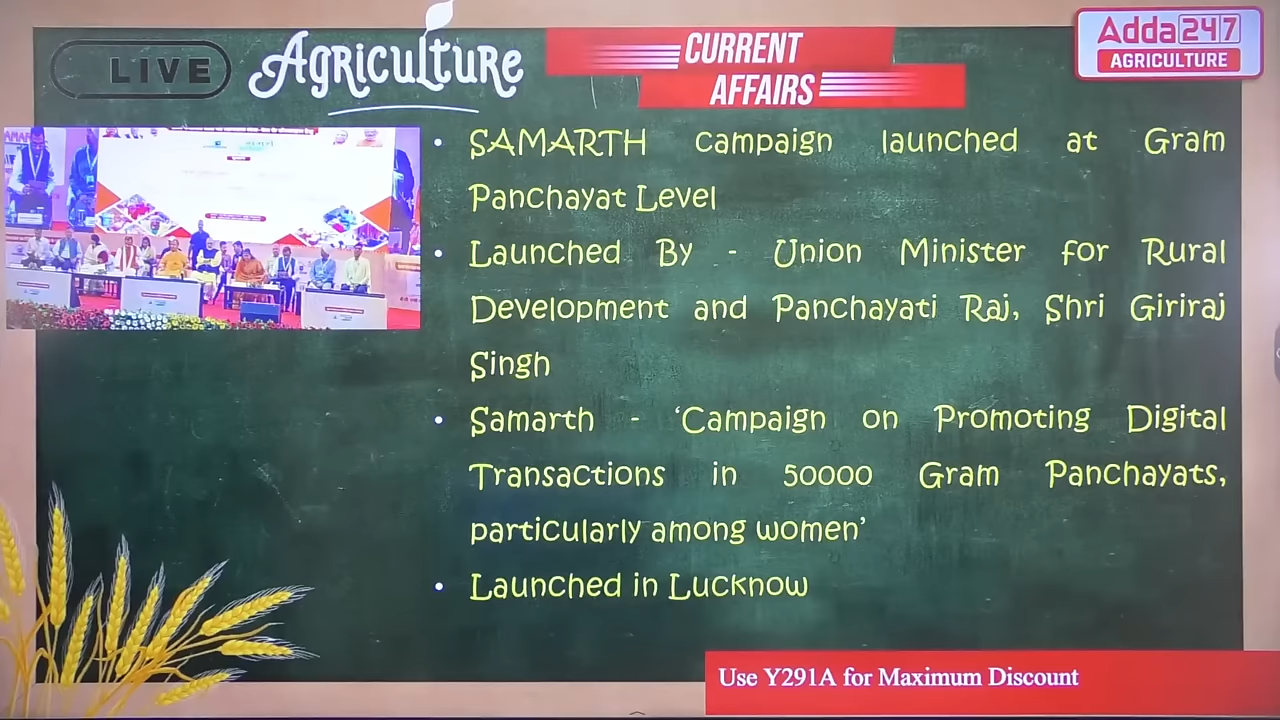 LIVE
Agriculture
CURRENT
AFFAIRS
Adda247
AGRICULTURE
• SAMARTH campaign launched at Gram
Panchayat Level
• Launched By - Union Minister for Rural
Development and Panchayati Raj, Shri Giriraj
Singh
• Samarth - ‘Campaign on Promoting Digital
Transactions in 50000 Gram Panchayats,
particularly among women’
• Launched in Lucknow
Use Y291A for Maximum Discount